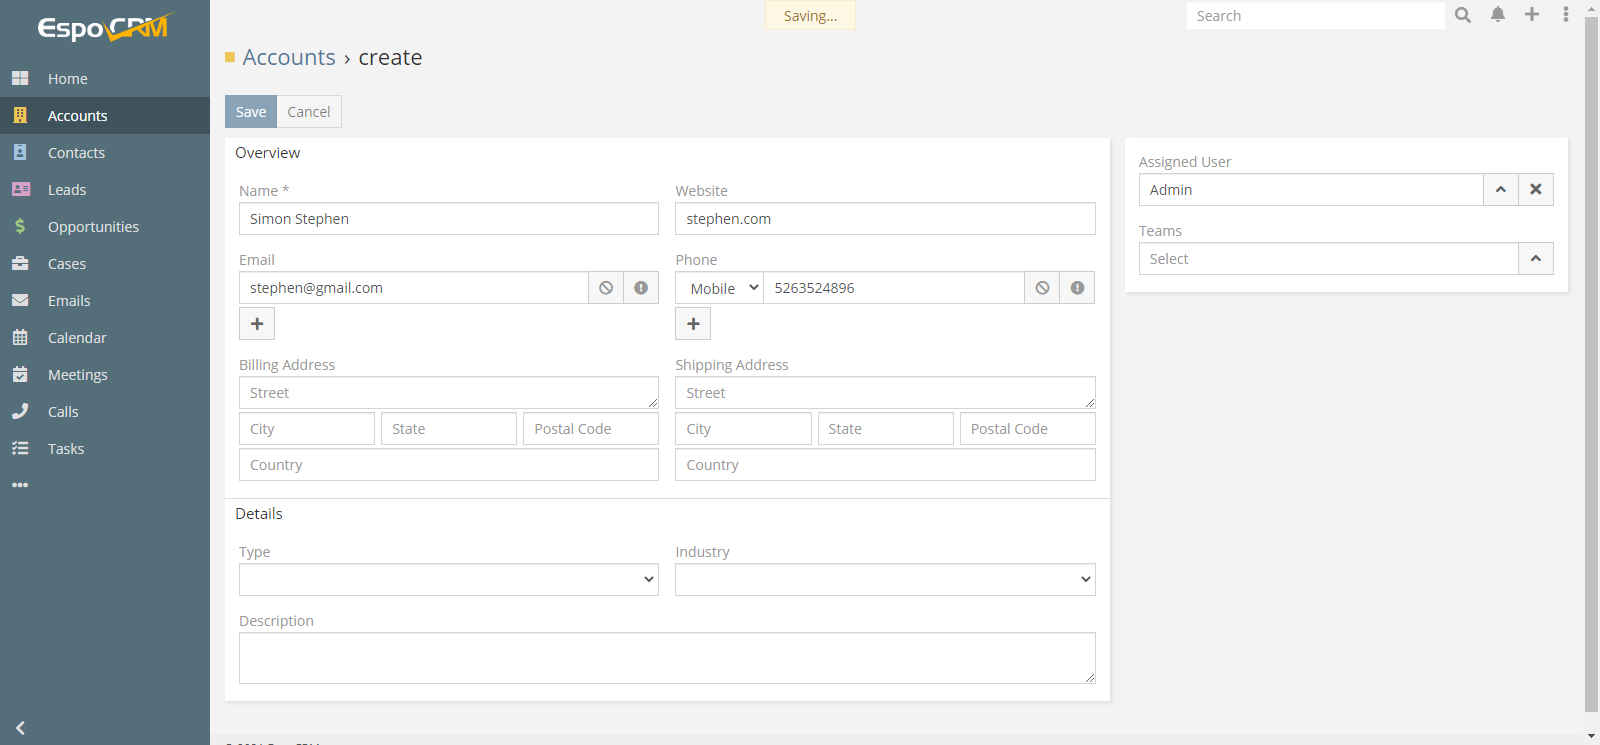 EspoCRM
Saving...
Search
Home
Accounts
Contacts
Leads
Opportunities
Cases
Emails
Calendar
Meetings
Calls
Tasks
Accounts › create
Save Cancel
Overview
Name * Website
Simon Stephen stephen.com
Email Phone
stephen@gmail.com Mobile 5263524896
Billing Address Shipping Address
Street Street
City State Postal Code City State Postal Code
Country Country
Details
Type Industry
Description
Assigned User
Admin
Teams
Select